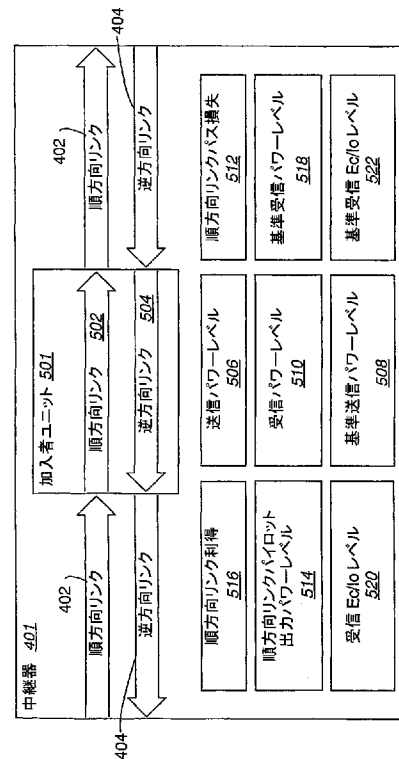 中継器 401
加入者ユニット 501
404
402
順方向リンク
順方向リンク
502
順方向リンク
402
404
逆方向リンク
逆方向リンク
504
逆方向リンク
404
順方向リンク利得
516
送信パワーレベル
506
順方向リンクパス損失
512
順方向リンクパイロット
出力パワーレベル
514
受信パワーレベル
510
基準受信パワーレベル
518
受信 Ec/Io レベル
520
基準送信パワーレベル
508
基準受信 Ec/Io レベル
522